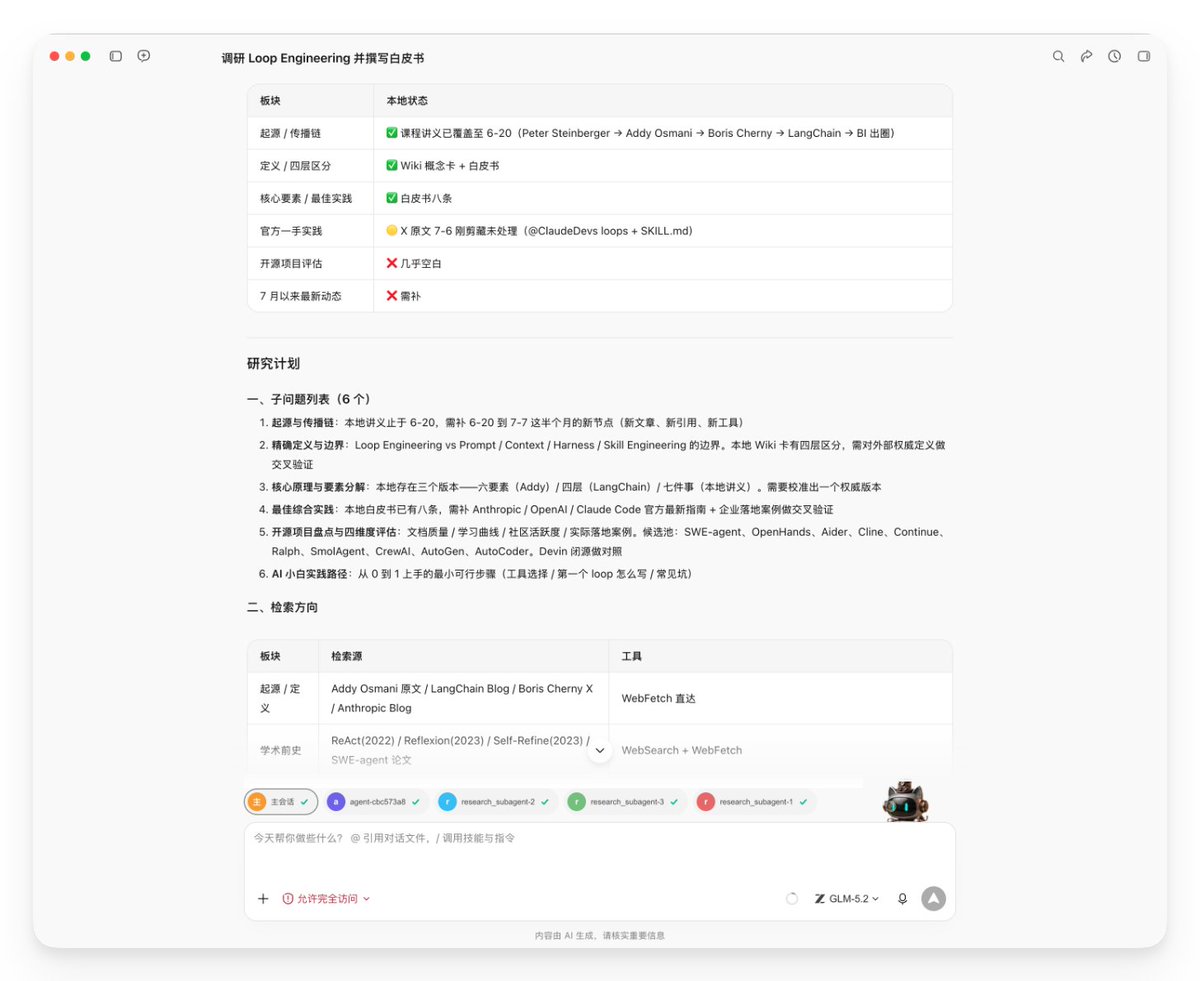 调研 Loop Engineering 并撰写白皮书
板块 本地状态
起源 / 传播链 ✅ 课程讲义已覆盖至 6-20（Peter Steinberger → Addy Osmani → Boris Cherny → LangChain → BI 出圈）
定义 / 四层区分 ✅ Wiki 概念卡 + 白皮书
核心要素 / 最佳实践 ✅ 白皮书八条
官方一手实践 🟡 X 原文 7-6 刚剪藏未处理（@ClaudeDevs loops + SKILL.md）
开源项目评估 ❌ 几乎空白
7 月以来最新动态 ❌ 需补
研究计划
一、子问题列表（6 个）
1. 起源与传播链：本地讲义止于 6-20，需补 6-20 到 7-7 这半个月的新节点（新文章、新引用、新工具）
2. 精确定义与边界：Loop Engineering vs Prompt / Context / Harness / Skill Engineering 的边界。本地 Wiki 卡有四层区分，需对外部权威定义做
交叉验证
3. 核心原理与要素分解：本地存在三个版本——六要素（Addy）/ 四层（LangChain）/ 七件事（本地讲义）。需要校准出一个权威版本
4. 最佳综合实践：本地白皮书已有八条，需补 Anthropic / OpenAI / Claude Code 官方最新指南 + 企业落地案例做交叉验证
5. 开源项目盘点与四维度评估：文档质量 / 学习曲线 / 社区活跃度 / 实际落地案例。候选池：SWE-agent、OpenHands、Aider、Cline、Continue、
Ralph、SmolAgent、CrewAI、AutoGen、AutoCoder。Devin 闭源做对照
6. AI 小白实践路径：从 0 到 1 上手的最小可行步骤（工具选择 / 第一个 loop 怎么写 / 常见坑）
二、检索方向
板块 检索源 工具
起源 / 定
义
Addy Osmani 原文 / LangChain Blog / Boris Cherny X
/ Anthropic Blog
WebFetch 直达
学术前史
ReAct(2022) / Reflexion(2023) / Self-Refine(2023) /
SWE-agent 论文
WebSearch + WebFetch
主 主会话 ✓ a agent-cbc573a8 ✓ r research_subagent-2 ✓ r research_subagent-3 ✓ r research_subagent-1 ✓
今天帮你做些什么？ @ 引用对话文件，/ 调用技能与指令
允许完全访问 GLM-5.2
内容由 AI 生成，请核实重要信息